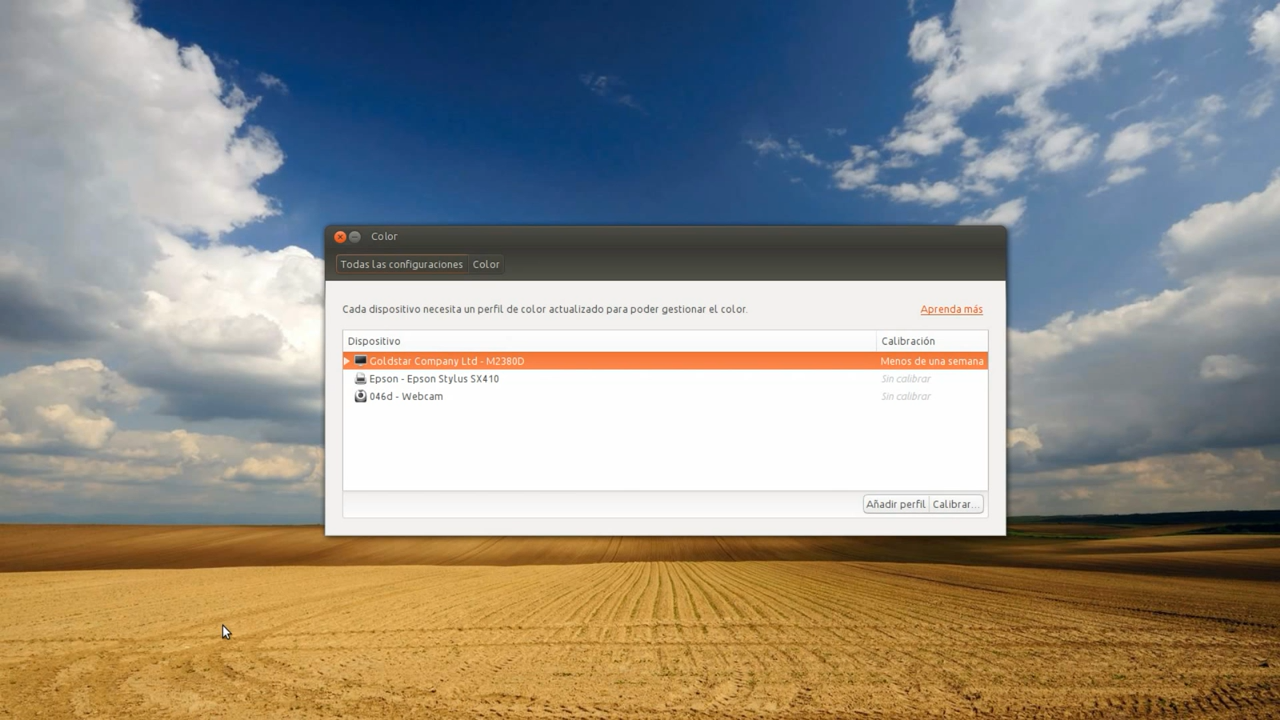 Color
Todas las configuraciones Color
Cada dispositivo necesita un perfil de color actualizado para poder gestionar el color. Aprenda más
Dispositivo Calibración
Goldstar Company Ltd - M2380D Menos de una semana
Epson - Epson Stylus SX410 Sin calibrar
046d - Webcam Sin calibrar
Añadir perfil Calibrar...